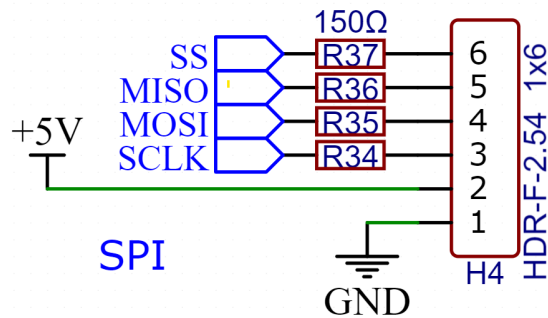 150Ω
SS R37 6
MISO R36 5
MOSI R35 4
SCLK R34 3
+5V
2
1
SPI
GND
H4
HDR-F-2.54 1x6